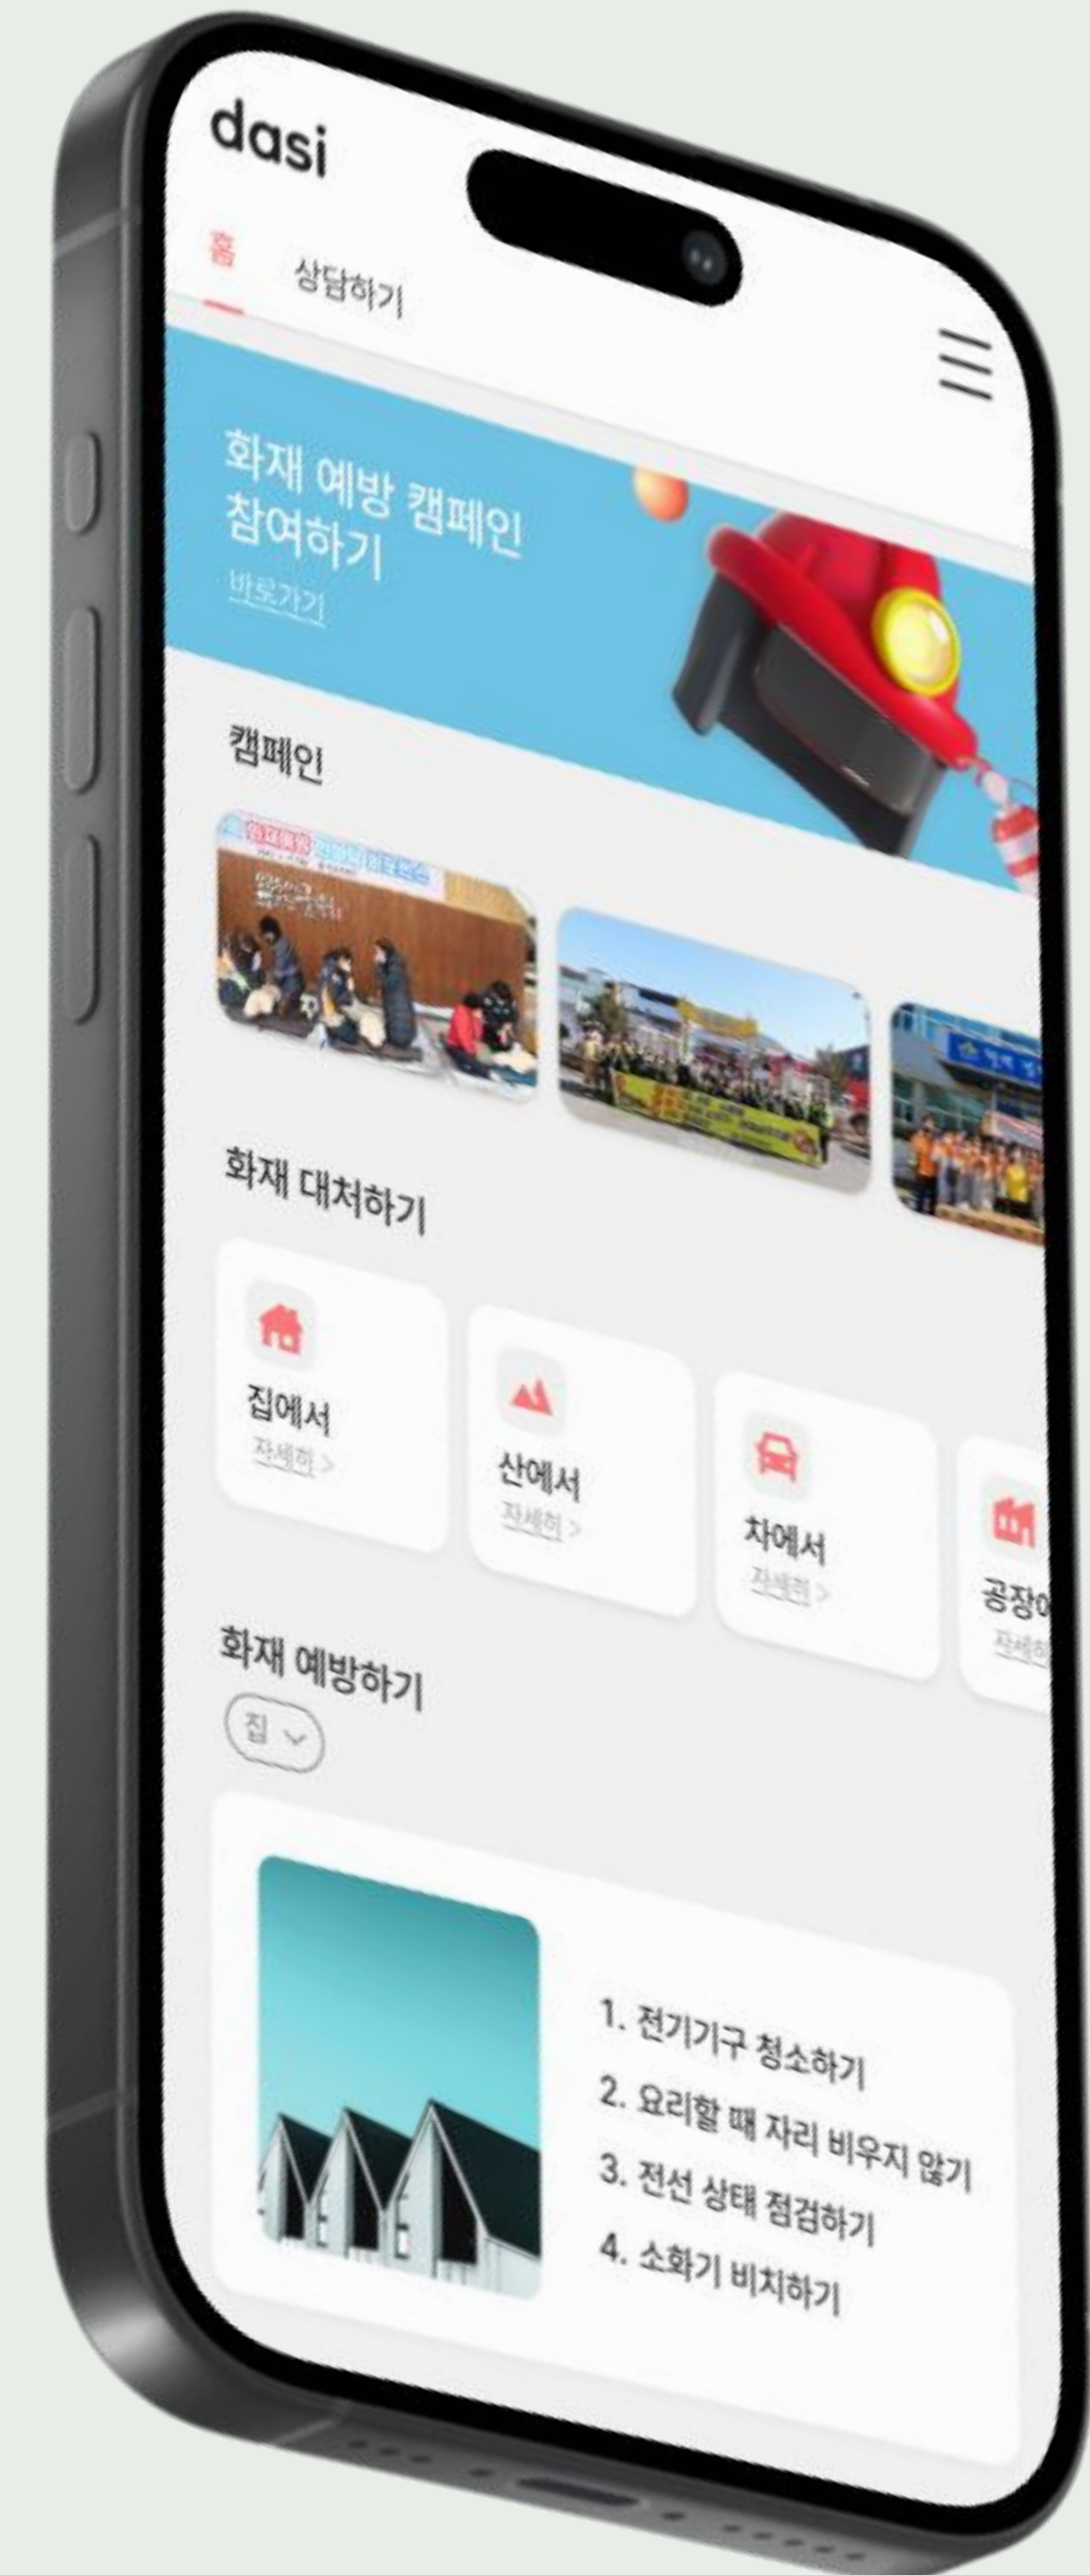 dasi
홈 상담하기
화재 예방 캠페인
참여하기
바로가기
캠페인
화재 대처하기
집에서
자세히 >
산에서
자세히 >
차에서
자세히 >
자세히
화재 예방하기
집
1. 전기기구 청소하기
2. 요리할 때 자리 비우지 않기
3. 전선 상태 점검하기
4. 소화기 비치하기